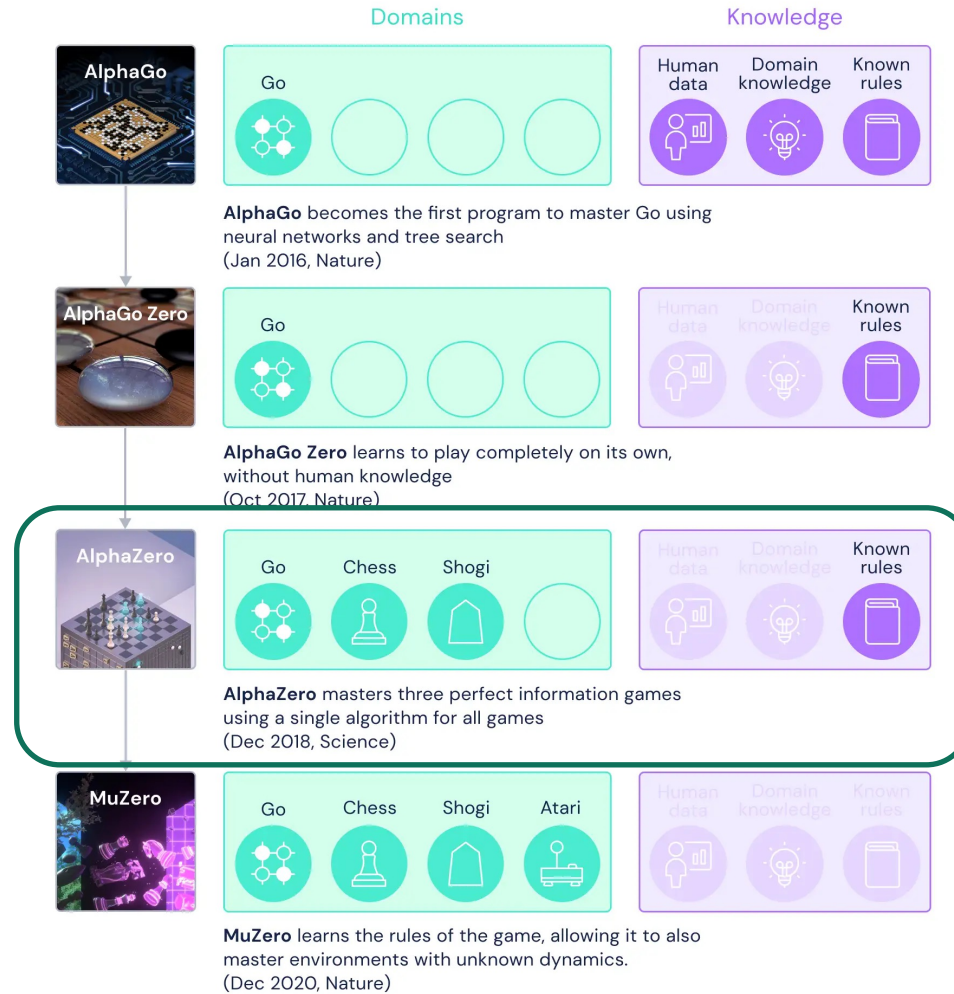 Domains
Knowledge
AlphaGo
Go
Human data
Domain knowledge
Known rules
AlphaGo becomes the first program to master Go using
neural networks and tree search
(Jan 2016, Nature)
AlphaGo Zero
Go
Human data
Domain knowledge
Known rules
AlphaGo Zero learns to play completely on its own,
without human knowledge
(Oct 2017, Nature)
AlphaZero
Go
Chess
Shogi
Human data
Domain knowledge
Known rules
AlphaZero masters three perfect information games
using a single algorithm for all games
(Dec 2018, Science)
MuZero
Go
Chess
Shogi
Atari
Human data
Domain knowledge
Known rules
MuZero learns the rules of the game, allowing it to also
master environments with unknown dynamics.
(Dec 2020, Nature)